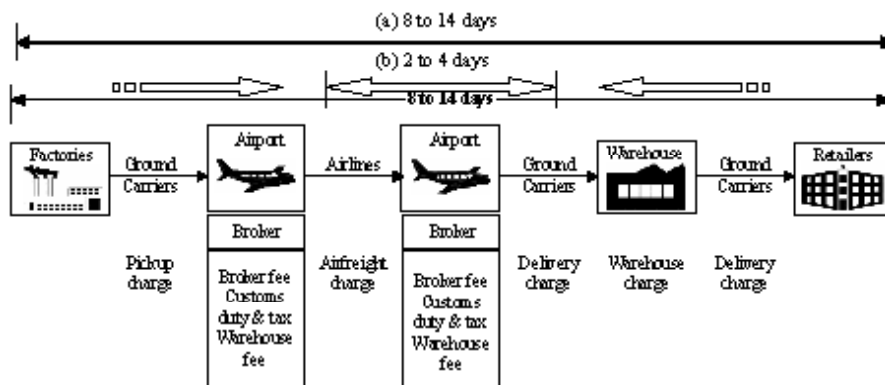 (a) 8 to 14 days
(b) 2 to 4 days
8 to 14 days
Factories
Ground
Carriers
Airport
Airlines
Airport
Ground
Carriers
Warehouse
Ground
Carriers
Retailers
Broker
Broker
Pickup
charge
Broker fee
Customs
duty & tax
Warehouse
fee
Airfreight
charge
Broker fee
Customs
duty & tax
Warehouse
fee
Delivery
charge
Warehouse
charge
Delivery
charge